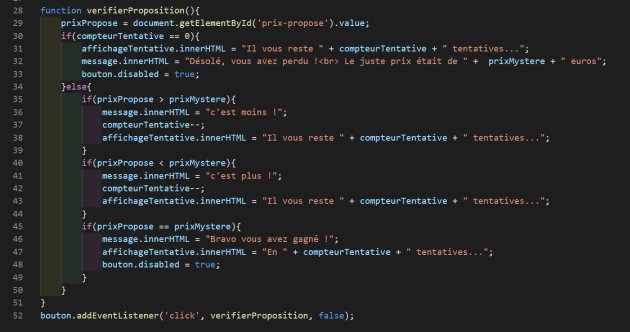 28 function verifierProposition(){
29 prixPropose = document.getElementById('prix-propose').value;
30 if(compteurTentative == 0){
31 affichageTentative.innerHTML = "Il vous reste " + compteurTentative + " tentatives...";
32 message.innerHTML = "Désolé, vous avez perdu !<br> Le juste prix était de " +  prixMystere + " euros";
33 bouton.disabled = true;
34 }else{
35 if(prixPropose > prixMystere){
36 message.innerHTML = "c'est moins !";
37 compteurTentative--;
38 affichageTentative.innerHTML = "Il vous reste " + compteurTentative + " tentatives...";
39 }
40 if(prixPropose < prixMystere){
41 message.innerHTML = "c'est plus !";
42 compteurTentative--;
43 affichageTentative.innerHTML = "Il vous reste " + compteurTentative + " tentatives...";
44 }
45 if(prixPropose == prixMystere){
46 message.innerHTML = "Bravo vous avez gagné !";
47 affichageTentative.innerHTML = "En " + compteurTentative + " tentatives...";
48 bouton.disabled = true;
49 }
50 }
51 }
52 bouton.addEventListener('click', verifierProposition, false);